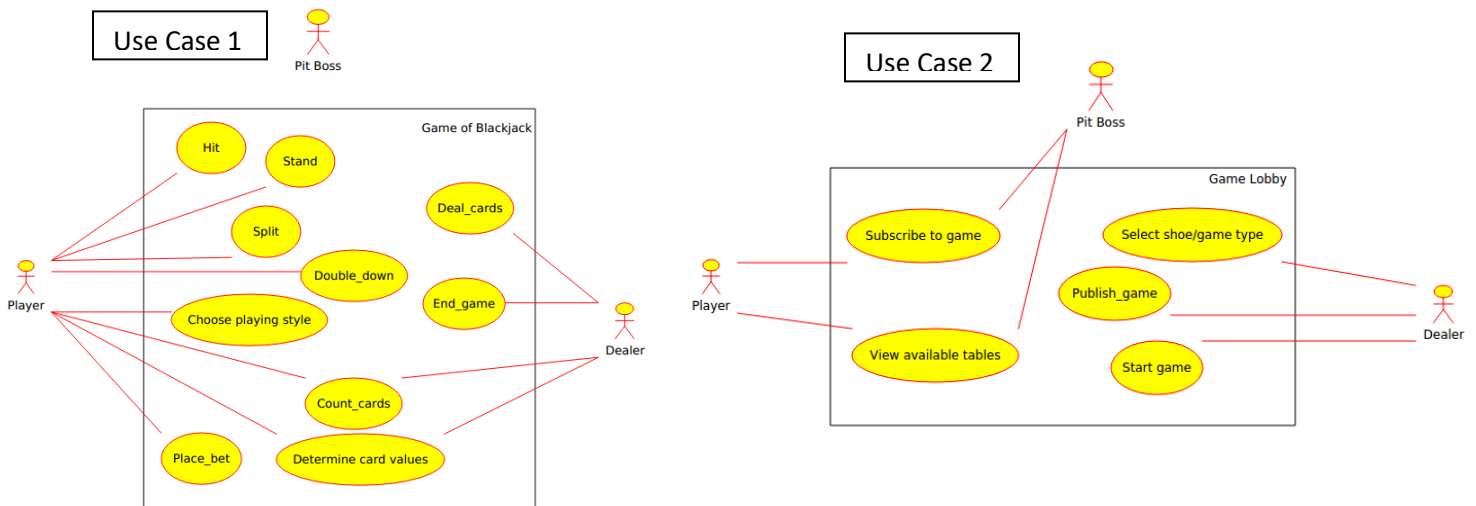 Use Case 1
Pit Boss
Game of Blackjack
Hit
Stand
Deal_cards
Split
Double_down
Player
End_game
Choose playing style
Dealer
Count_cards
Place_bet
Determine card values
Use Case 2
Pit Boss
Game Lobby
Subscribe to game
Select shoe/game type
Publish_game
Player
Dealer
View available tables
Start game